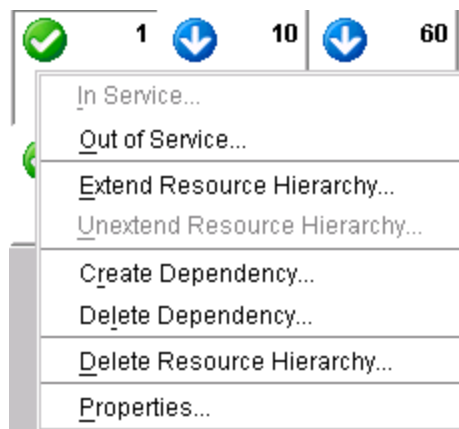 1 10 60
In Service...
Out of Service...
Extend Resource Hierarchy...
Unextend Resource Hierarchy...
Create Dependency...
Delete Dependency...
Delete Resource Hierarchy...
Properties...